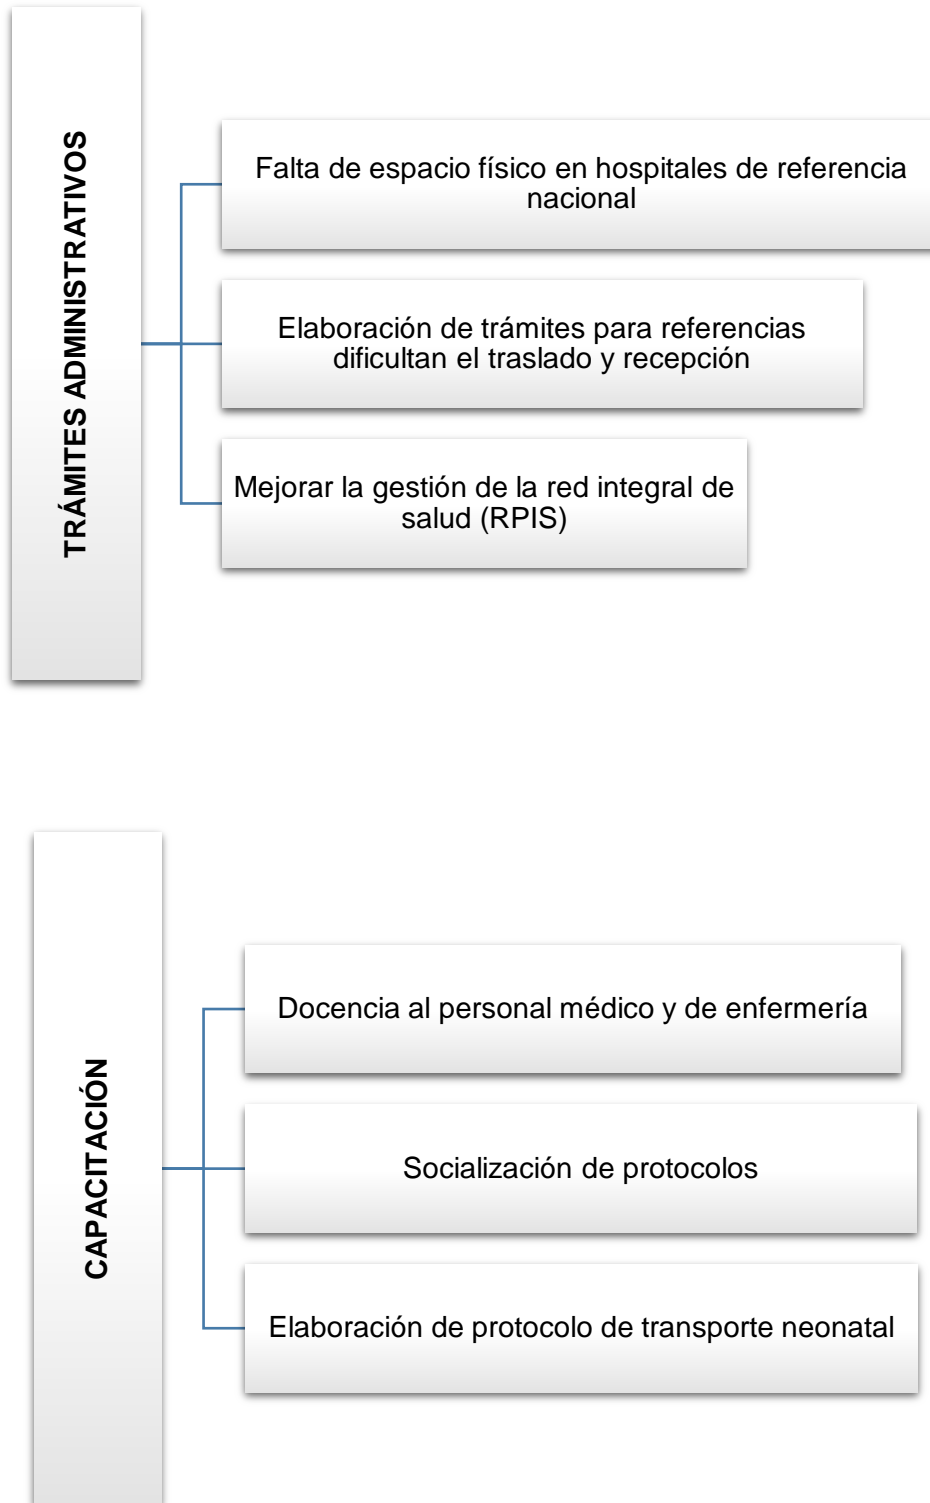 TRÁMITES ADMINISTRATIVOS
Falta de espacio físico en hospitales de referencia
nacional
Elaboración de trámites para referencias
dificultan el traslado y recepción
Mejorar la gestión de la red integral de
salud (RPIS)
CAPACITACIÓN
Docencia al personal médico y de enfermería
Socialización de protocolos
Elaboración de protocolo de transporte neonatal